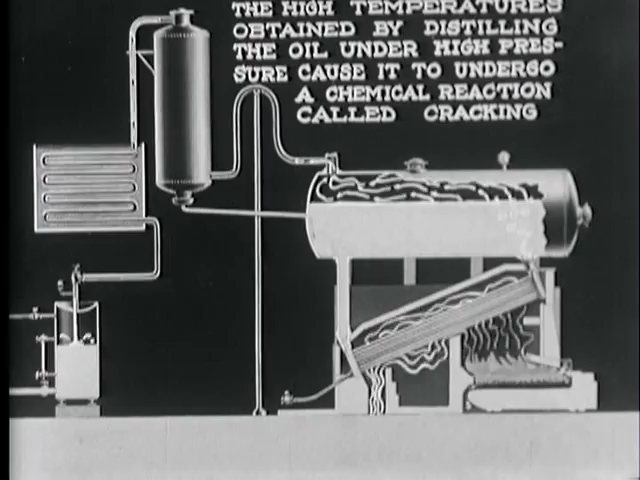 THE HIGH TEMPERATURES
OBTAINED BY DISTILLING
THE OIL UNDER HIGH PRES-
SURE CAUSE IT TO UNDERGO
A CHEMICAL REACTION
CALLED CRACKING